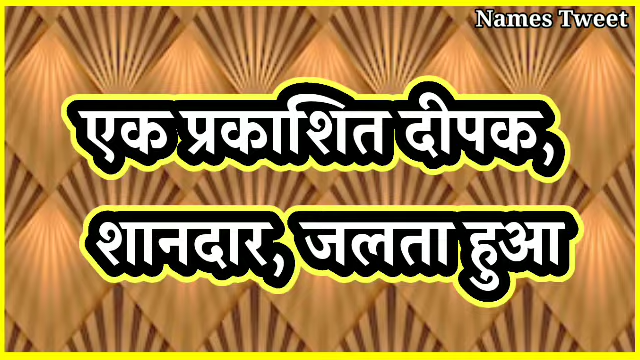 Names Tweet
एक प्रकाशित दीपक,
शानदार, जलता हुआ